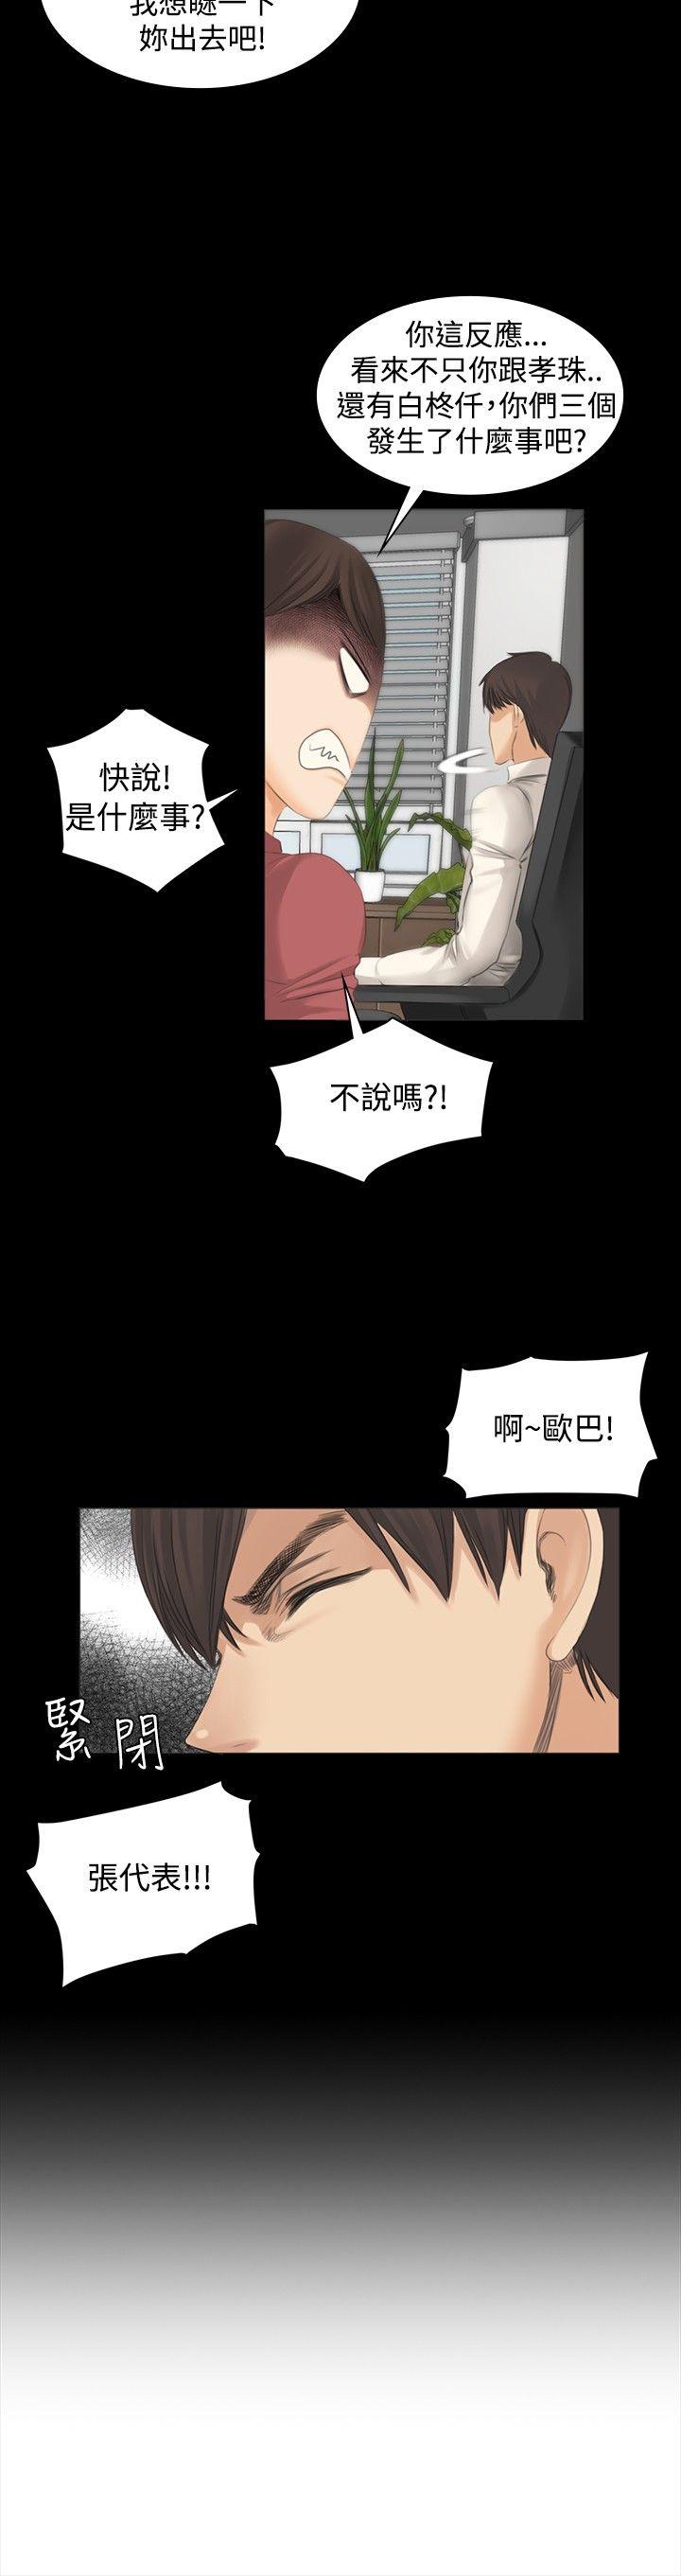 我想瞇一下
妳出去吧!
你這反應...
看來不只你跟孝珠..
還有白柊仟,你們三個
發生了什麼事吧?
快說!
是什麼事?
不說嗎?!
啊~歐巴!
緊閉
張代表!!!